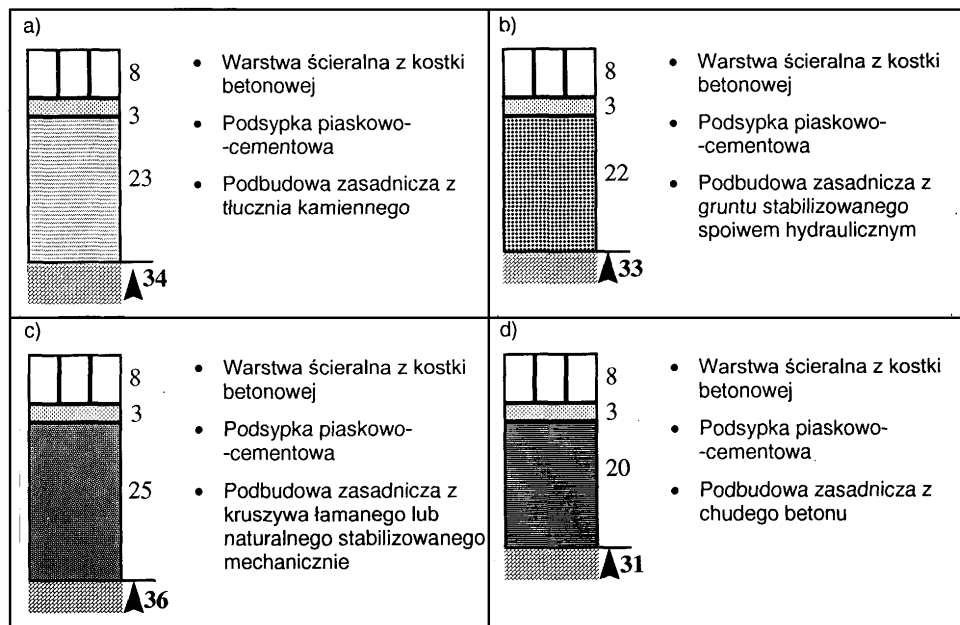 a)
8
3
23
34
• Warstwa ścieralna z kostki
betonowej
• Podsypka piaskowo-
-cementowa
• Podbudowa zasadnicza z
tłucznia kamiennego
b)
8
3
22
33
• Warstwa ścieralna z kostki
betonowej
• Podsypka piaskowo-
-cementowa
• Podbudowa zasadnicza z
gruntu stabilizowanego
spoiwem hydraulicznym
c)
8
3
25
36
• Warstwa ścieralna z kostki
betonowej
• Podsypka piaskowo-
-cementowa
• Podbudowa zasadnicza z
kruszywa łamanego lub
naturalnego stabilizowanego
mechanicznie
d)
8
3
20
31
• Warstwa ścieralna z kostki
betonowej
• Podsypka piaskowo-
-cementowa
• Podbudowa zasadnicza z
chudego betonu